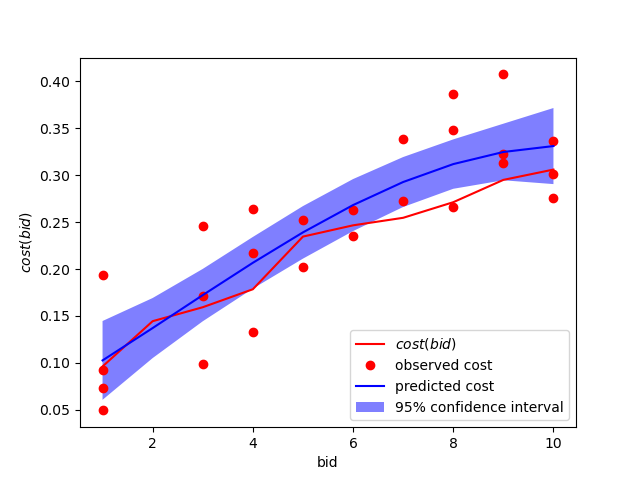 0.40
0.35
0.30
0.25
0.20
0.15
0.10
0.05
cost(bid)
2 4 6 8 10
bid
cost(bid)
observed cost
predicted cost
95% confidence interval